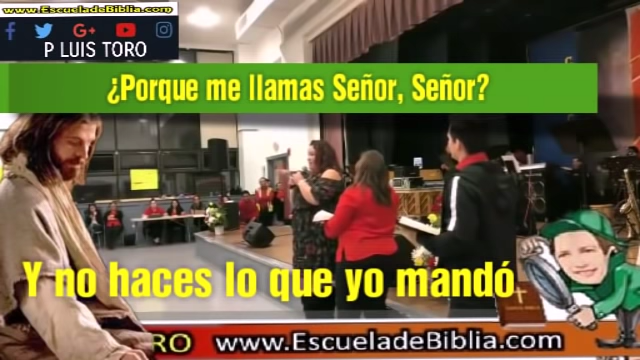 www.EscueladeBiblia.com
P LUIS TORO
¿Porque me llamas Señor, Señor?
Y no haces lo que yo mandó
RO www.EscueladeBiblia.com